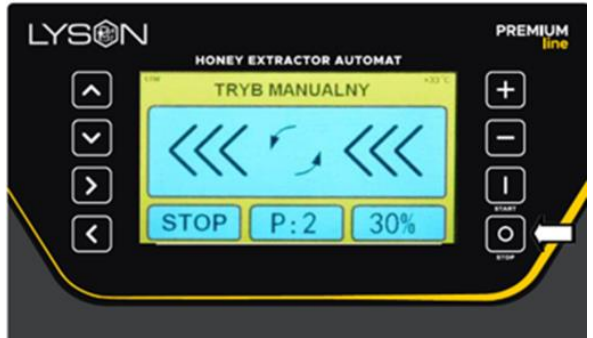 LYSON
PREMIUM
line
HONEY EXTRACTOR AUTOMAT
+33°C
TRYB MANUALNY
STOP
P:2
30%
START
STOP